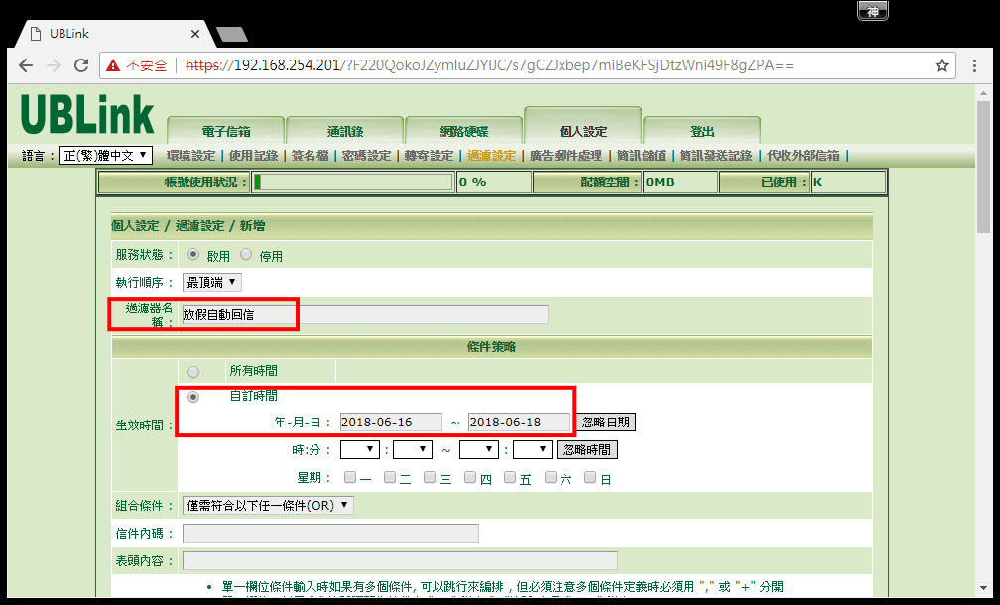 神
UBLink
不安全 https://192.168.254.201/?F220QokoJZymluZJYlJC/s7gCZJxbep7miBeKFSjDtzWni49F8gZPA==
UBLink
電子信箱 通訊錄 網路硬碟 個人設定 登出
語言： 正(繁)體中文
環境設定 | 使用記錄 | 簽名檔 | 密碼設定 | 轉寄設定 | 過濾設定 | 廣告郵件處理 | 簡訊儲值 | 簡訊發送記錄 | 代收外部信箱 |
帳號使用狀況： 0 % 配額空間： 0MB 已使用： K
個人設定 / 過濾設定 / 新增
服務狀態： 啟用 停用
執行順序： 最頂端
過濾器名稱： 放假自動回信
條件策略
所有時間
自訂時間
生效時間：
年-月-日： 2018-06-16 ~ 2018-06-18 忽略日期
時:分： : ~ : 忽略時間
星期： 一 二 三 四 五 六 日
組合條件： 僅需符合以下任一條件(OR)
信件內碼：
表頭內容：
• 單一欄位條件輸入時如果有多個條件, 可以跳行來編排，但必須注意多個條件定義時必須用 "," 或 "+" 分開